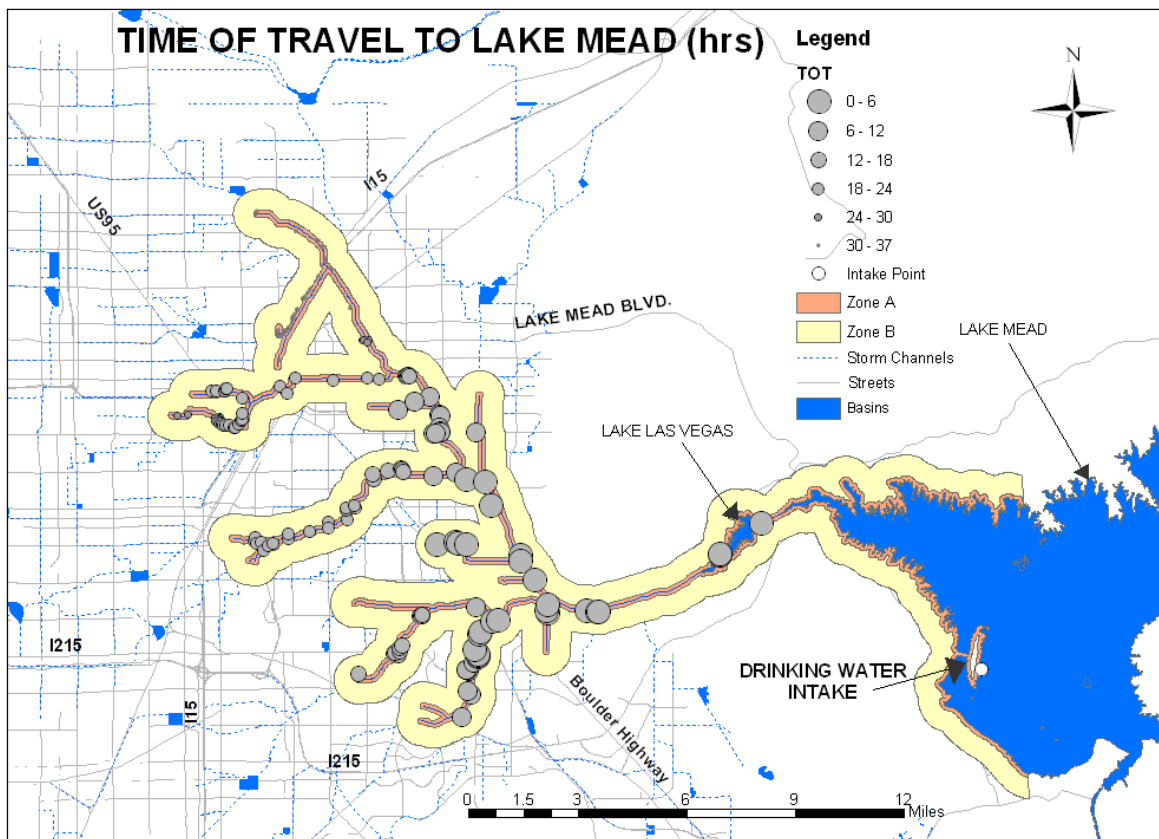 TIME OF TRAVEL TO LAKE MEAD (hrs)
Legend
TOT
0 - 6
6 - 12
12 - 18
18 - 24
24 - 30
30 - 37
Intake Point
Zone A
Zone B
Storm Channels
Streets
Basins
N
I15
US95
LAKE MEAD BLVD.
LAKE MEAD
LAKE LAS VEGAS
DRINKING WATER
INTAKE
I215
I15
I215
Boulder Highway
0 1.5 3 6 9 12
Miles